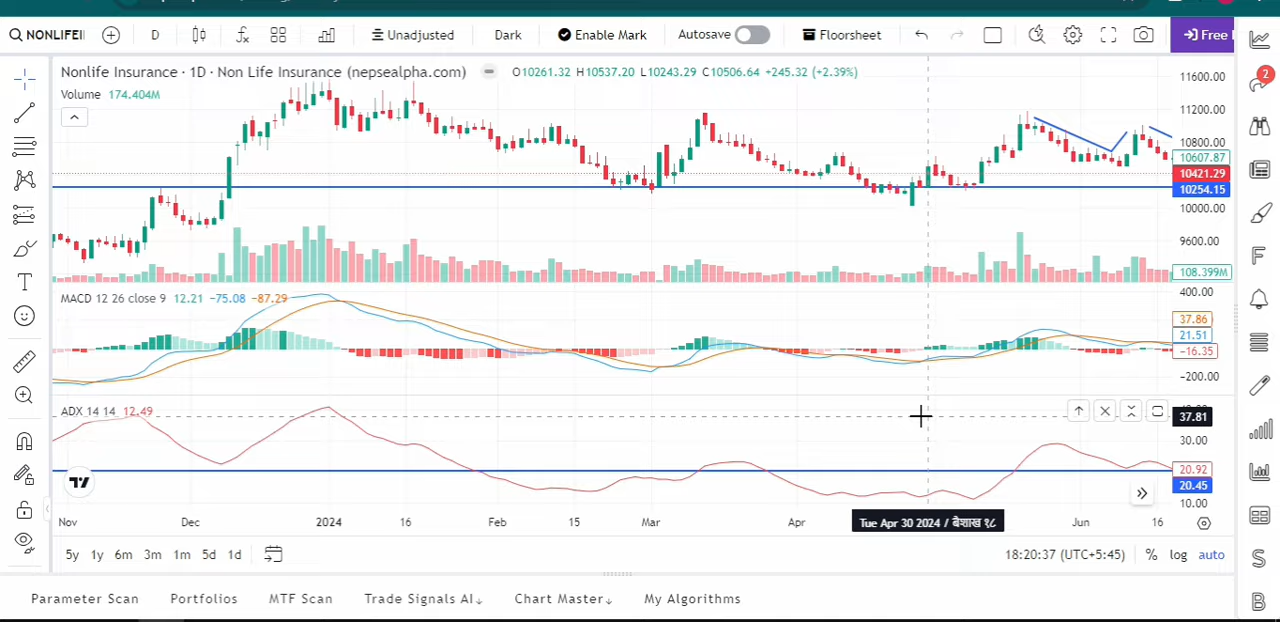 NONLIFEI D Unadjusted Dark Enable Mark Autosave Floorsheet Free
Nonlife Insurance · 1D · Non Life Insurance (nepsealpha.com) O10261.32 H10537.20 L10243.29 C10506.64 +245.32 (+2.39%)
Volume 174.404M
11600.00
11200.00
10800.00
10607.87
10421.29
10254.15
10000.00
9600.00
108.399M
MACD 12 26 close 9 12.21 −75.08 −87.29
400.00
37.86
21.51
−16.35
−200.00
ADX 14 14 12.49
37.81
30.00
20.92
20.45
10.00
Nov Dec 2024 16 Feb 15 Mar Apr Tue Apr 30 2024 / बैशाख १८ Jun 16
5y 1y 6m 3m 1m 5d 1d 18:20:37 (UTC+5:45) % log auto
Parameter Scan Portfolios MTF Scan Trade Signals AI Chart Master My Algorithms
2
F
S
B